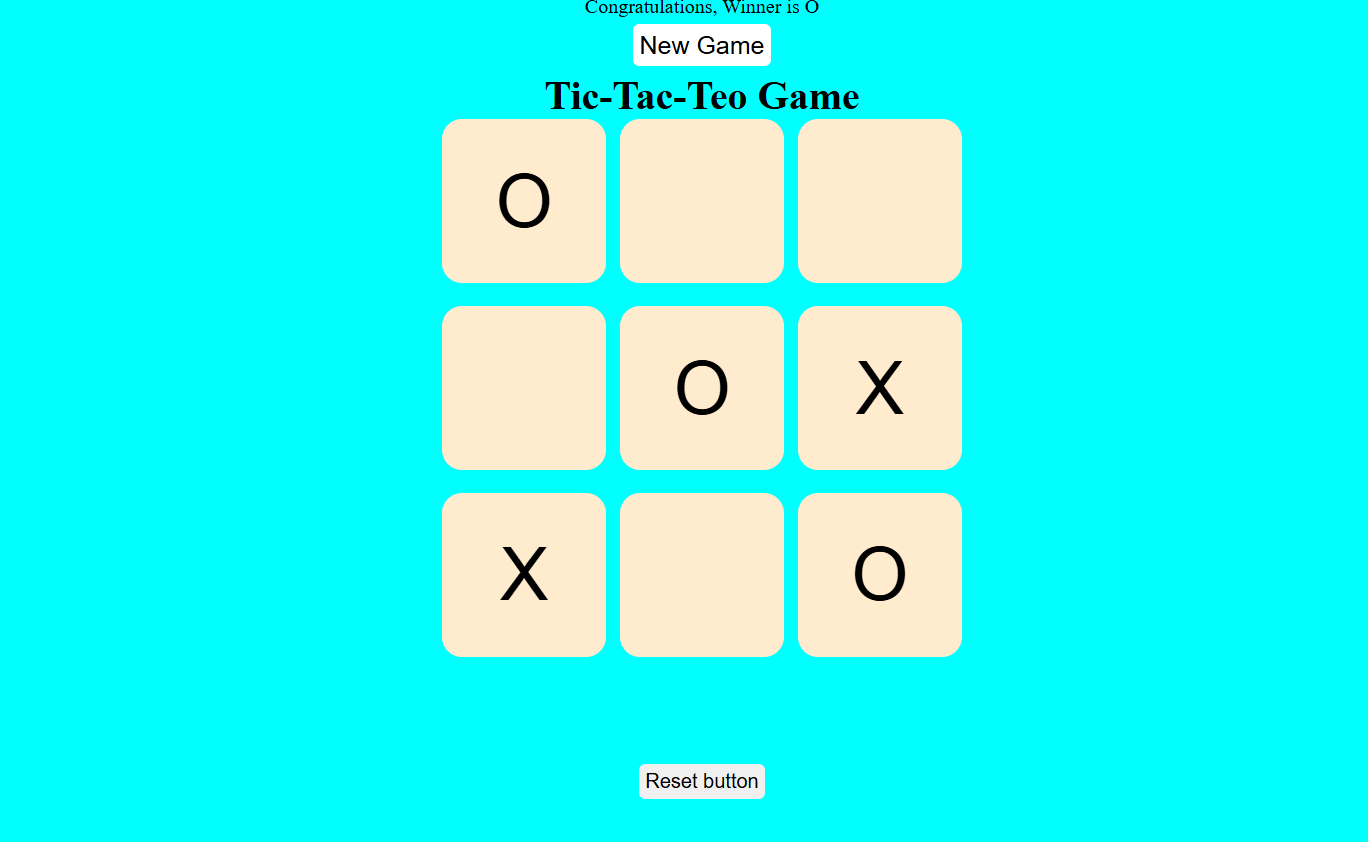 Congratulations, Winner is O
New Game
Tic-Tac-Teo Game
O
O X
X O
Reset button